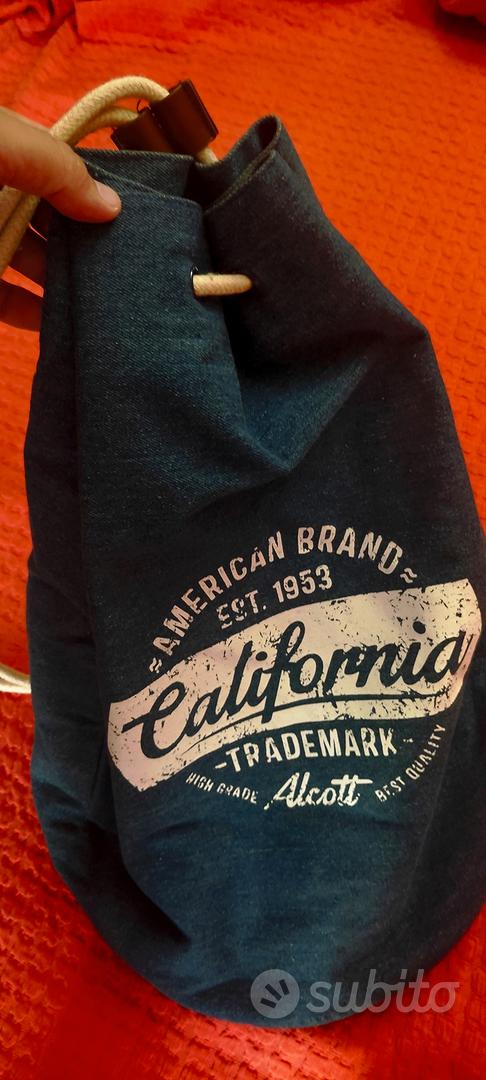 ≈AMERICAN BRAND≈
EST. 1953
California
-TRADEMARK-
HIGH GRADE Alcott BEST QUALITY
subito